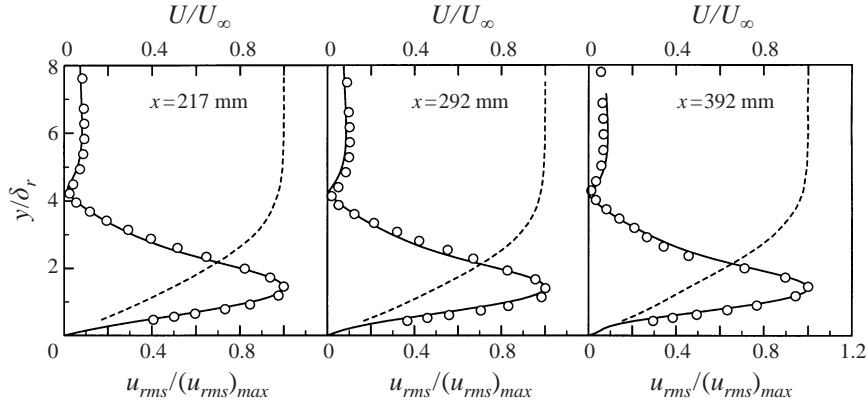 U/U∞ U/U∞ U/U∞
0 0.4 0.8 0 0.4 0.8 0 0.4 0.8
8
6
4
2
0
y/δr
x=217 mm x=292 mm x=392 mm
0.4 0.8 0 0.4 0.8 0 0.4 0.8 1.2
urms/(urms)max urms/(urms)max urms/(urms)max